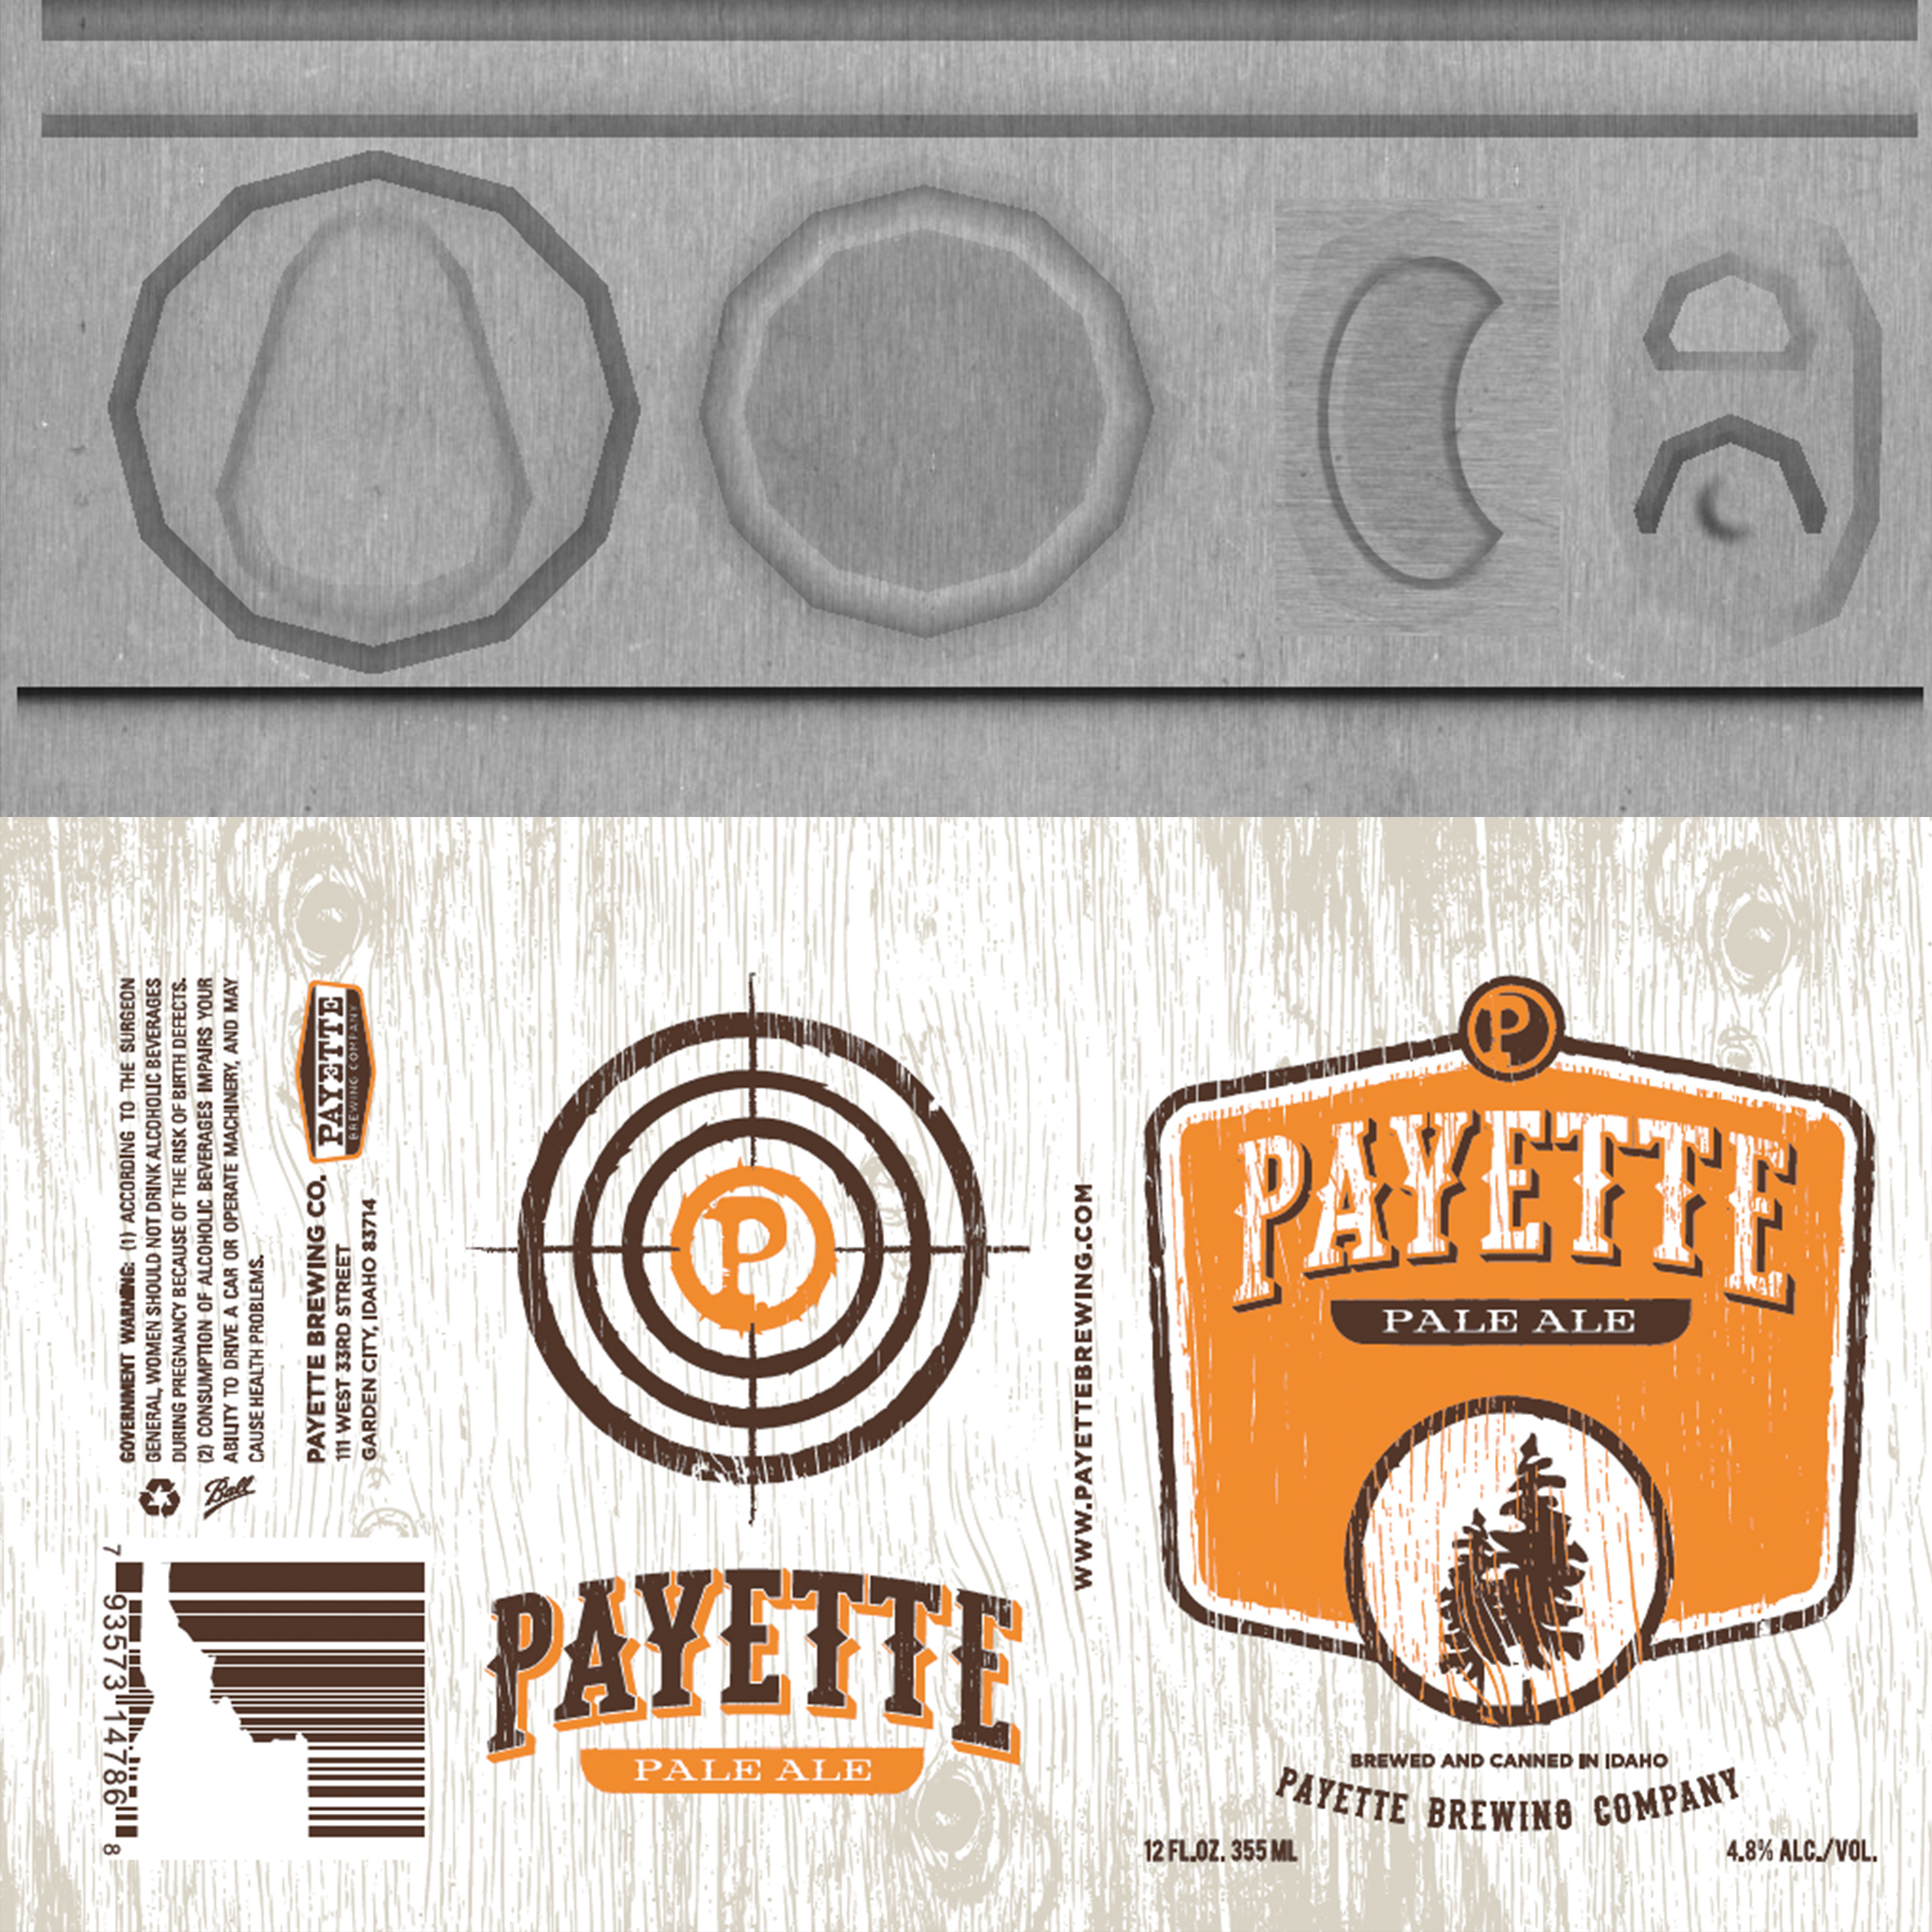 GOVERNMENT WARNING: (1) ACCORDING TO THE SURGEON
GENERAL, WOMEN SHOULD NOT DRINK ALCOHOLIC BEVERAGES
DURING PREGNANCY BECAUSE OF THE RISK OF BIRTH DEFECTS.
(2) CONSUMPTION OF ALCOHOLIC BEVERAGES IMPAIRS YOUR
ABILITY TO DRIVE A CAR OR OPERATE MACHINERY, AND MAY
CAUSE HEALTH PROBLEMS.
PAYETTE
BREWING COMPANY
PAYETTE BREWING CO.
111 WEST 33RD STREET
GARDEN CITY, IDAHO 83714
Ball
7 93573 14786 8
P
PAYETTE
PALE ALE
WWW.PAYETTEBREWING.COM
P
PAYETTE
PALE ALE
BREWED AND CANNED IN IDAHO
PAYETTE BREWING COMPANY
12 FL.OZ. 355 ML
4.8% ALC./VOL.